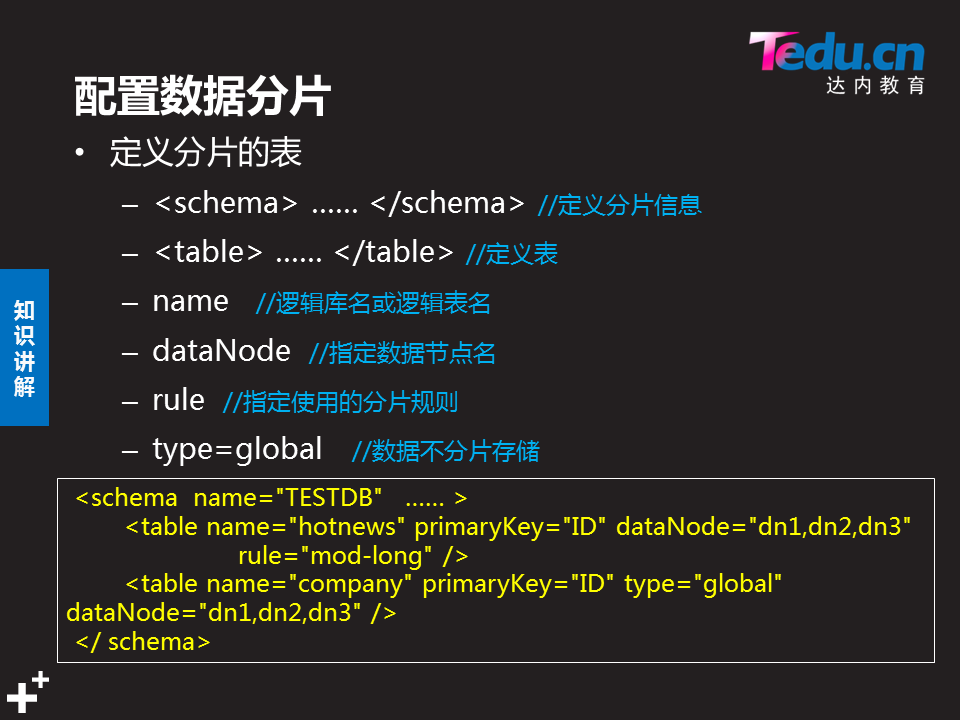 Tedu.cn
达内教育
配置数据分片
• 定义分片的表
– <schema> …… </schema> //定义分片信息
– <table> …… </table> //定义表
– name //逻辑库名或逻辑表名
– dataNode //指定数据节点名
– rule //指定使用的分片规则
– type=global //数据不分片存储
知识讲解
<schema name="TESTDB" …… >
<table name="hotnews" primaryKey="ID" dataNode="dn1,dn2,dn3"
rule="mod-long" />
<table name="company" primaryKey="ID" type="global"
dataNode="dn1,dn2,dn3" />
</ schema>